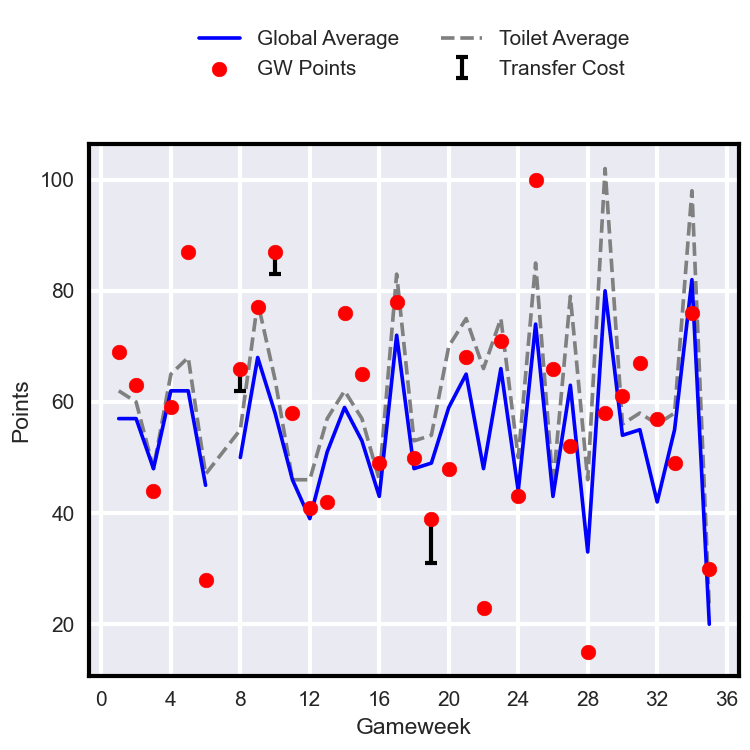 Global Average Toilet Average
GW Points Transfer Cost
100
80
60
40
20
Points
0 4 8 12 16 20 24 28 32 36
Gameweek